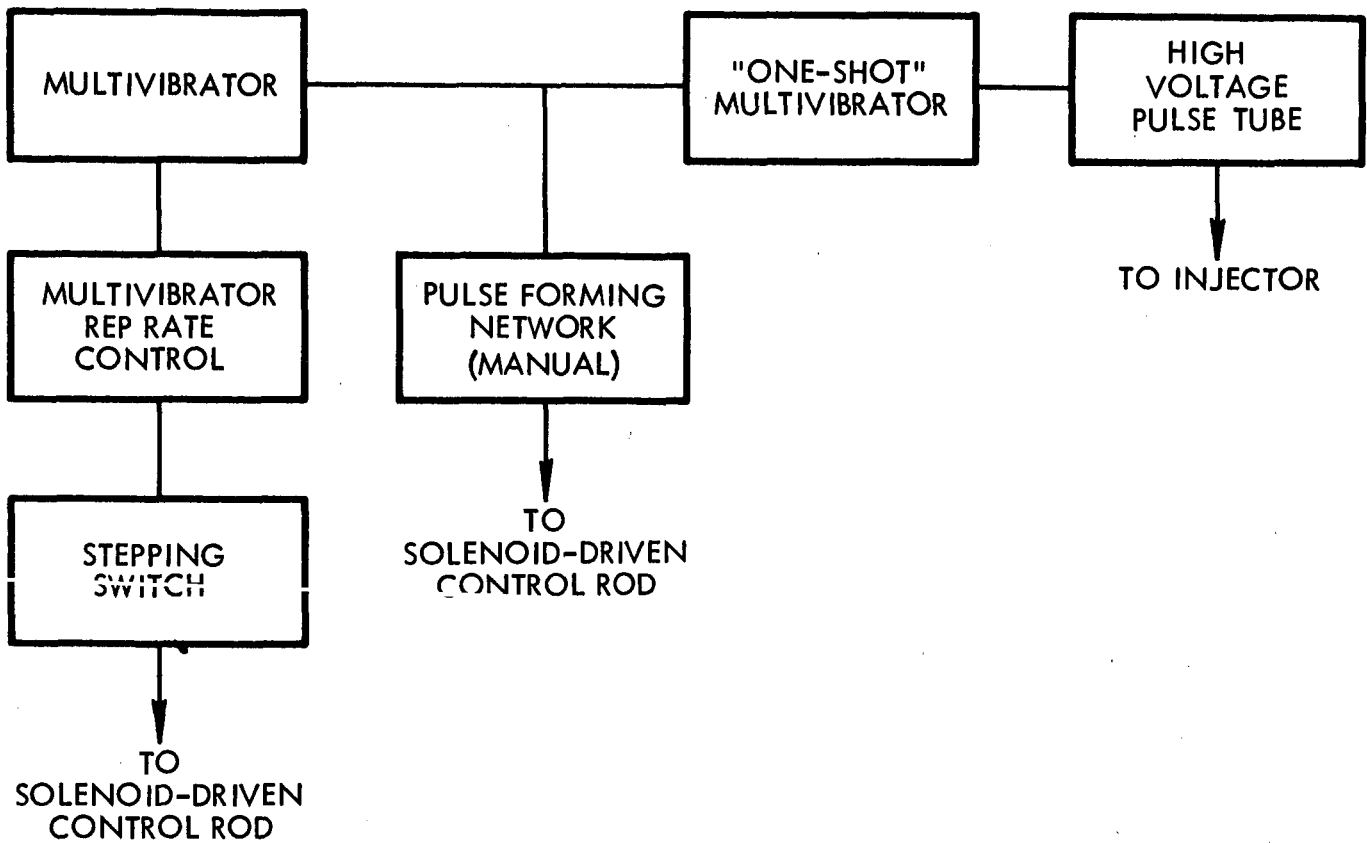 MULTIVIBRATOR
"ONE-SHOT"
MULTIVIBRATOR
HIGH
VOLTAGE
PULSE TUBE
MULTIVIBRATOR
REP RATE
CONTROL
PULSE FORMING
NETWORK
(MANUAL)
TO INJECTOR
STEPPING
SWITCH
TO
SOLENOID-DRIVEN
CONTROL ROD
TO
SOLENOID-DRIVEN
CONTROL ROD